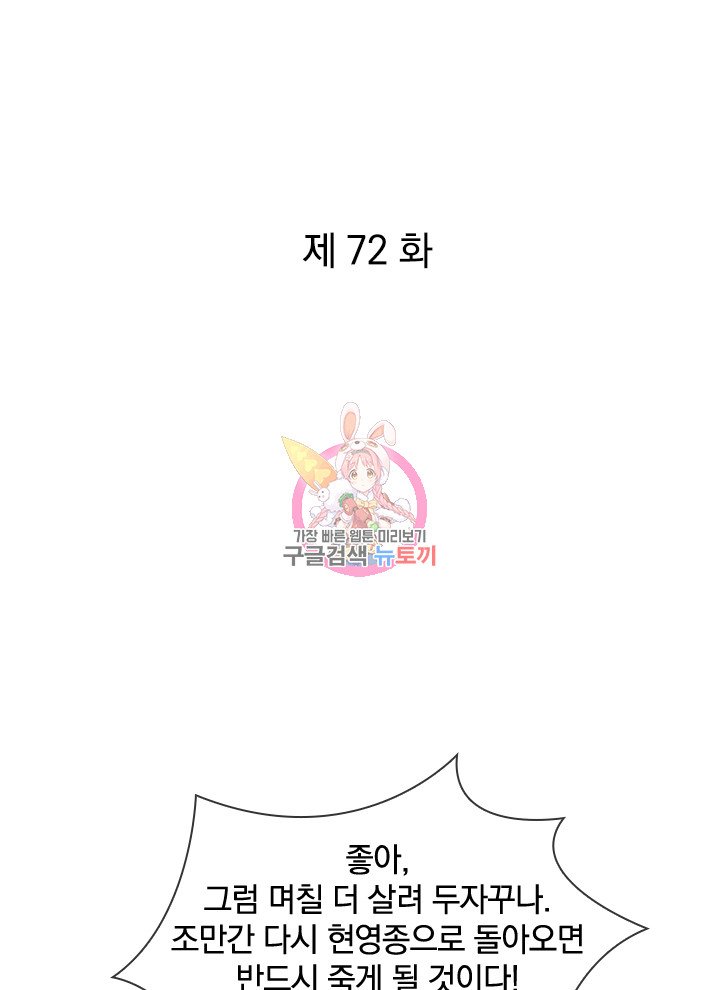 제 72 화
가장 빠른 웹툰 미리보기
구글검색 뉴토끼
좋아,
그럼 며칠 더 살려 두자꾸나.
조만간 다시 현영종으로 돌아오면
반드시 죽게 될 것이다!